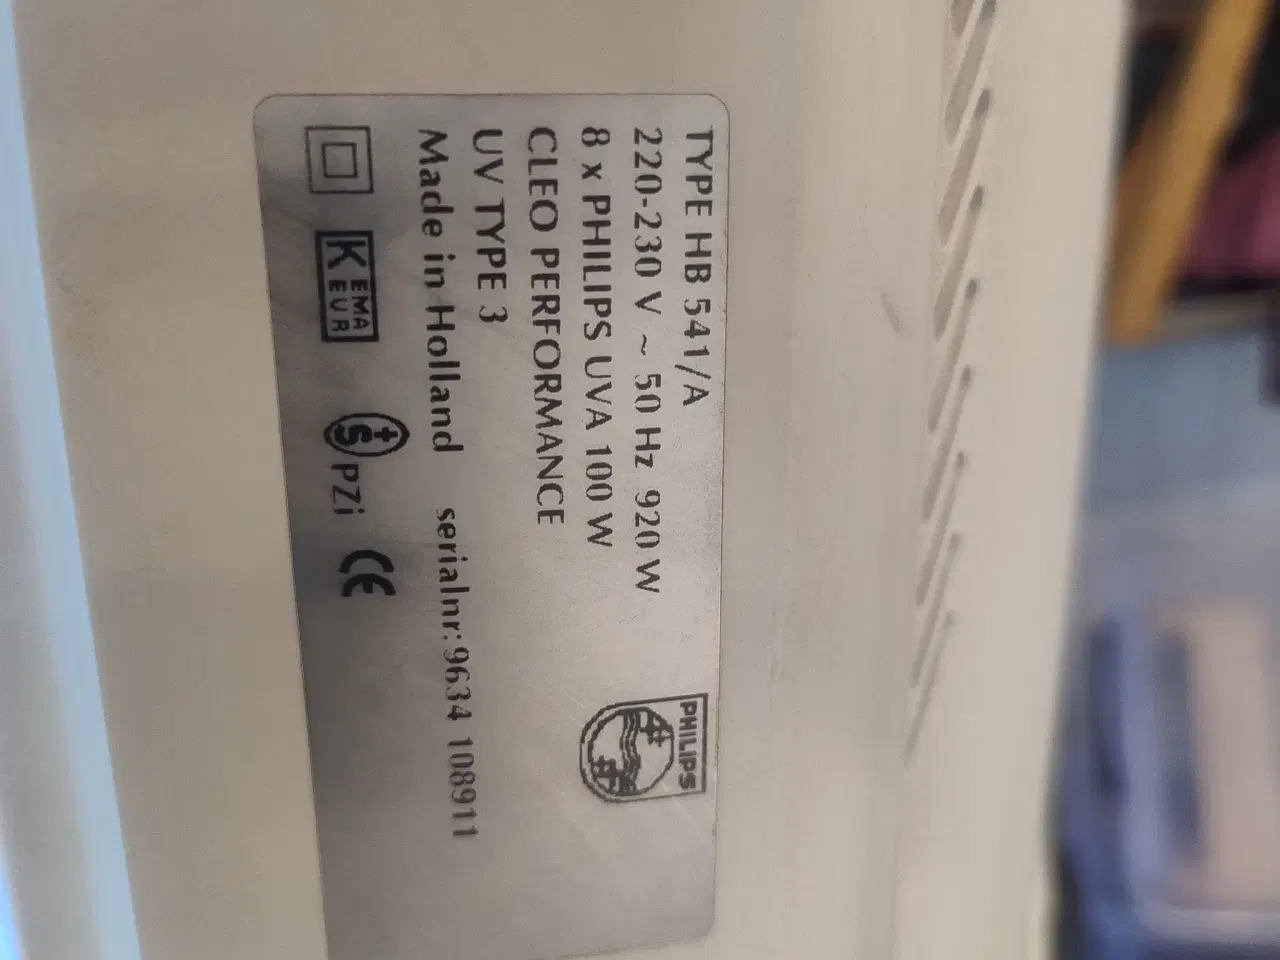 TYPE HB 541/A
220-230 V ~ 50 Hz 920 W
8 x PHILIPS UVA 100 W
CLEO PERFORMANCE
UV TYPE 3
Made in Holland serialnr: 9634 108911
KEMA EUR
+S PZi CE
PHILIPS